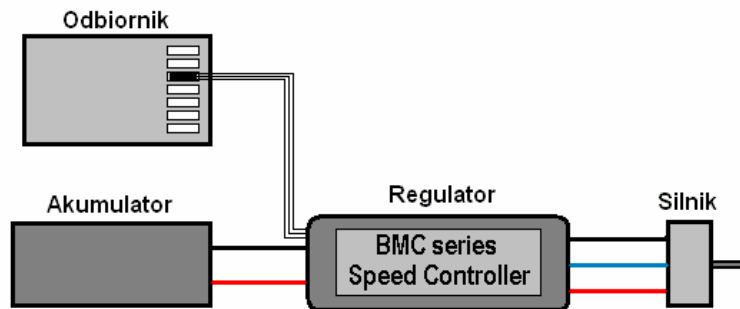 Odbiornik
Akumulator
Regulator
Silnik
BMC series
Speed Controller